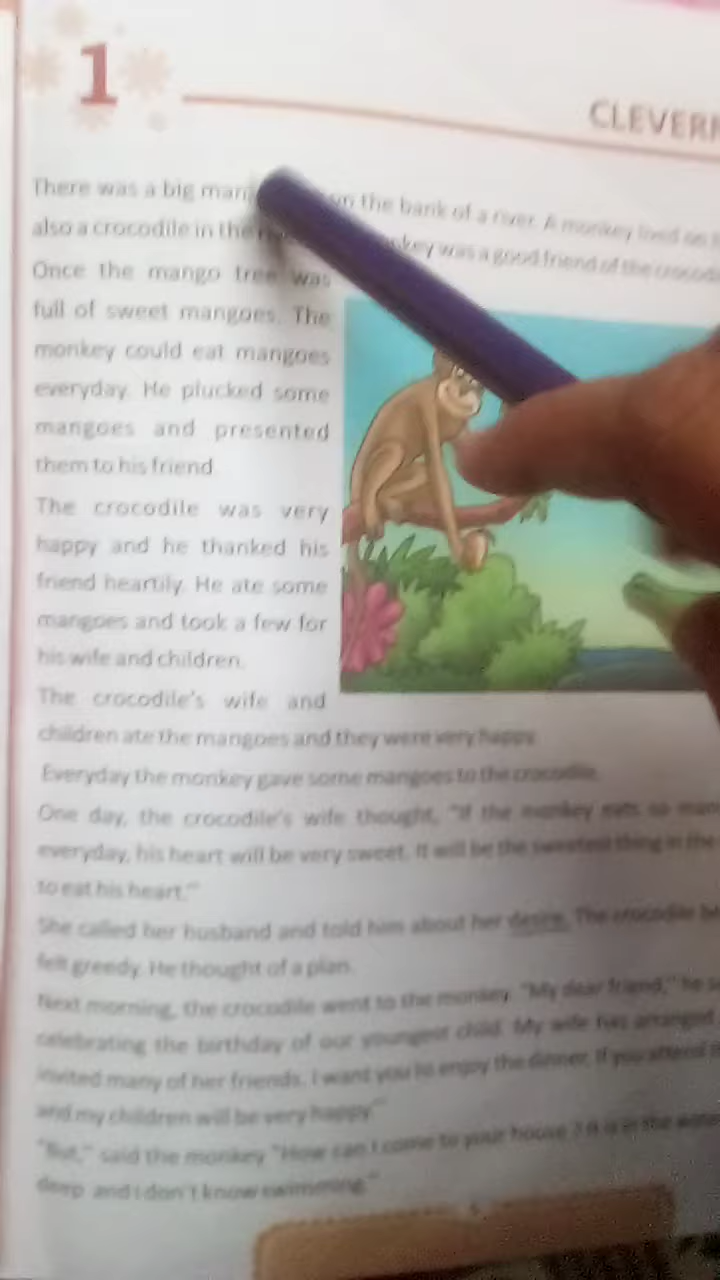 1
CLEVER
There was a big on the bank of a river. A monkey lived on
also a crocodile in the was a good friend of the
Once the mango tree was
full of sweet mangoes. The
monkey could eat mangoes
everyday. He plucked some
mangoes and presented
them to his friend.
The crocodile was very
happy and he thanked his
friend heartily. He ate some
mangoes and took a few for
his wife and children.
The crocodile's wife and
children ate the mangoes and they were very happy.
Everyday the monkey gave some mangoes to the crocodile.
One day, the crocodile's wife thought, "If the monkey eats so
everyday, his heart will be very sweet. It will be the sweetest thing in the
to eat his heart."
She called her husband and told him about her desire. The crocodile
felt greedy. He thought of a plan.
Next morning, the crocodile went to the monkey. "My dear friend," he
celebrating the birthday of our youngest child. My wife has arranged
invited many of her friends. I want you to enjoy the dinner. If you attend
and my children will be very happy."
"But," said the monkey "How can I come to your house ? It is in the
deep and i don't know swimming."